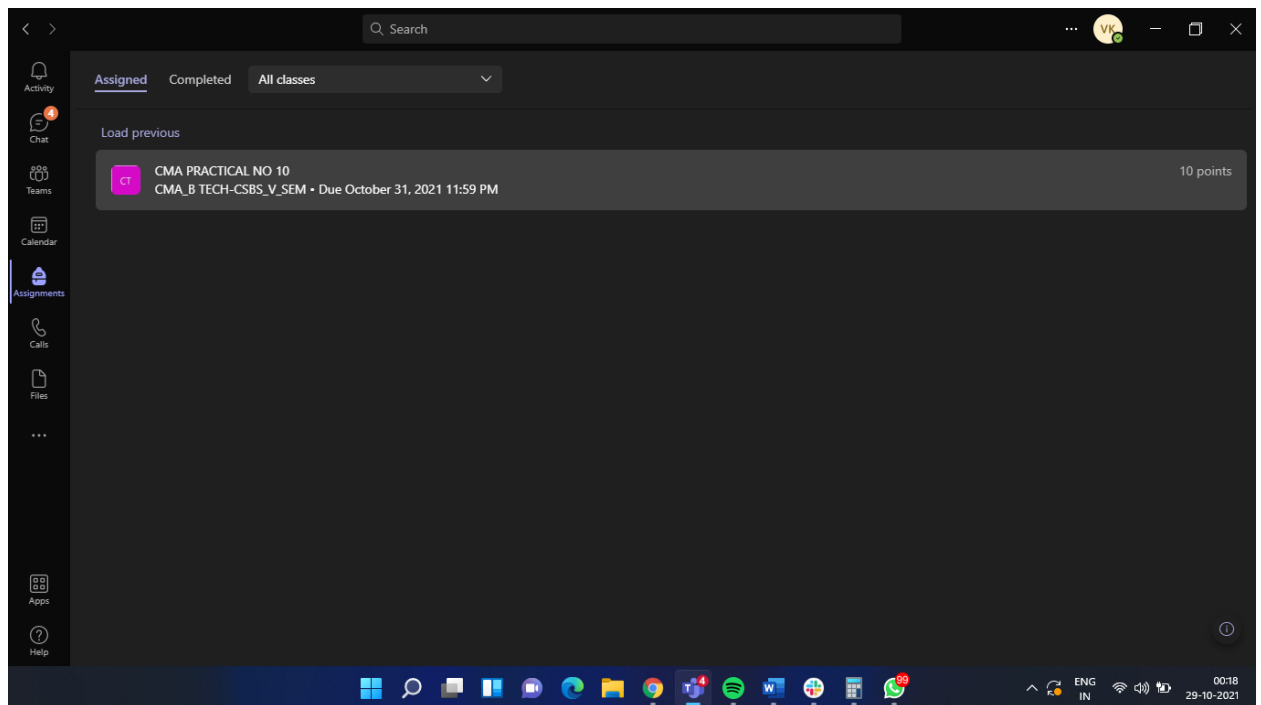 Search
VK
Activity
4
Chat
Teams
Calendar
Assignments
Calls
Files
Apps
Help
Assigned Completed All classes
Load previous
CT
CMA PRACTICAL NO 10
10 points
CMA_B TECH-CSBS_V_SEM • Due October 31, 2021 11:59 PM
4
99
ENG
IN
00:18
29-10-2021